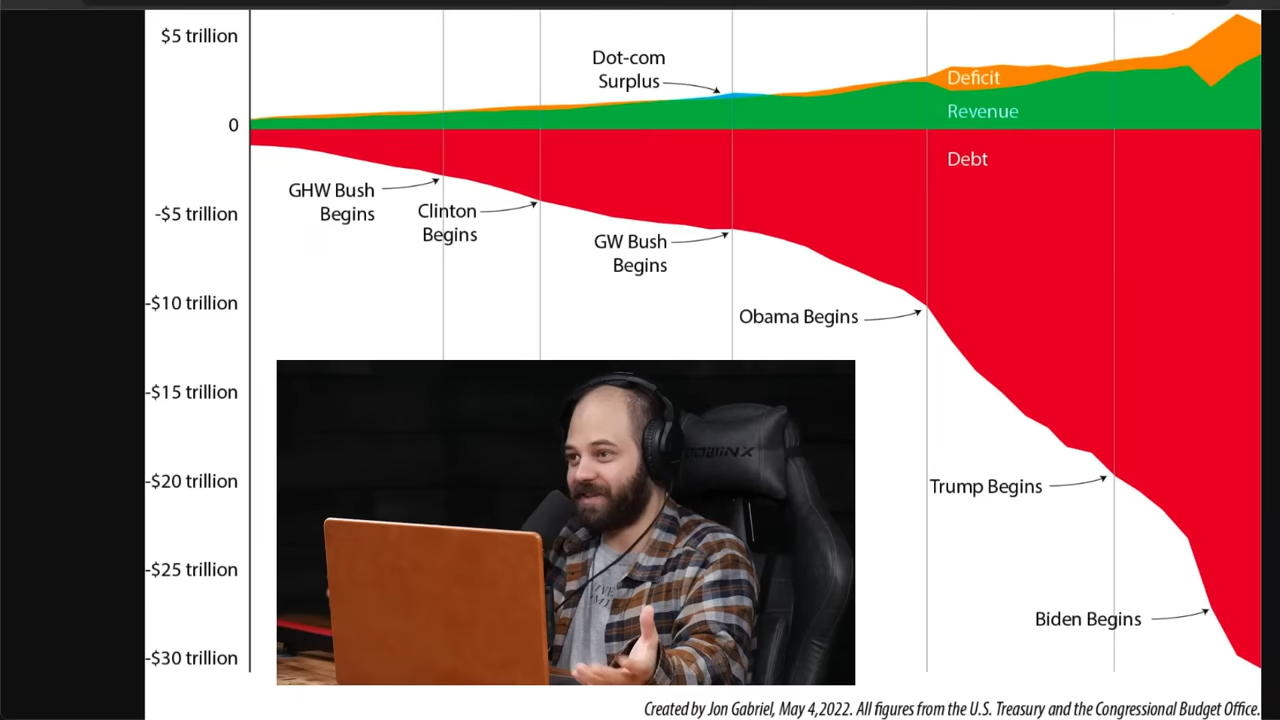 $5 trillion
0
-$5 trillion
-$10 trillion
-$15 trillion
-$20 trillion
-$25 trillion
-$30 trillion
Dot-com
Surplus
Deficit
Revenue
Debt
GHW Bush
Begins
Clinton
Begins
GW Bush
Begins
Obama Begins
Trump Begins
Biden Begins
Created by Jon Gabriel, May 4,2022. All figures from the U.S. Treasury and the Congressional Budget Office.